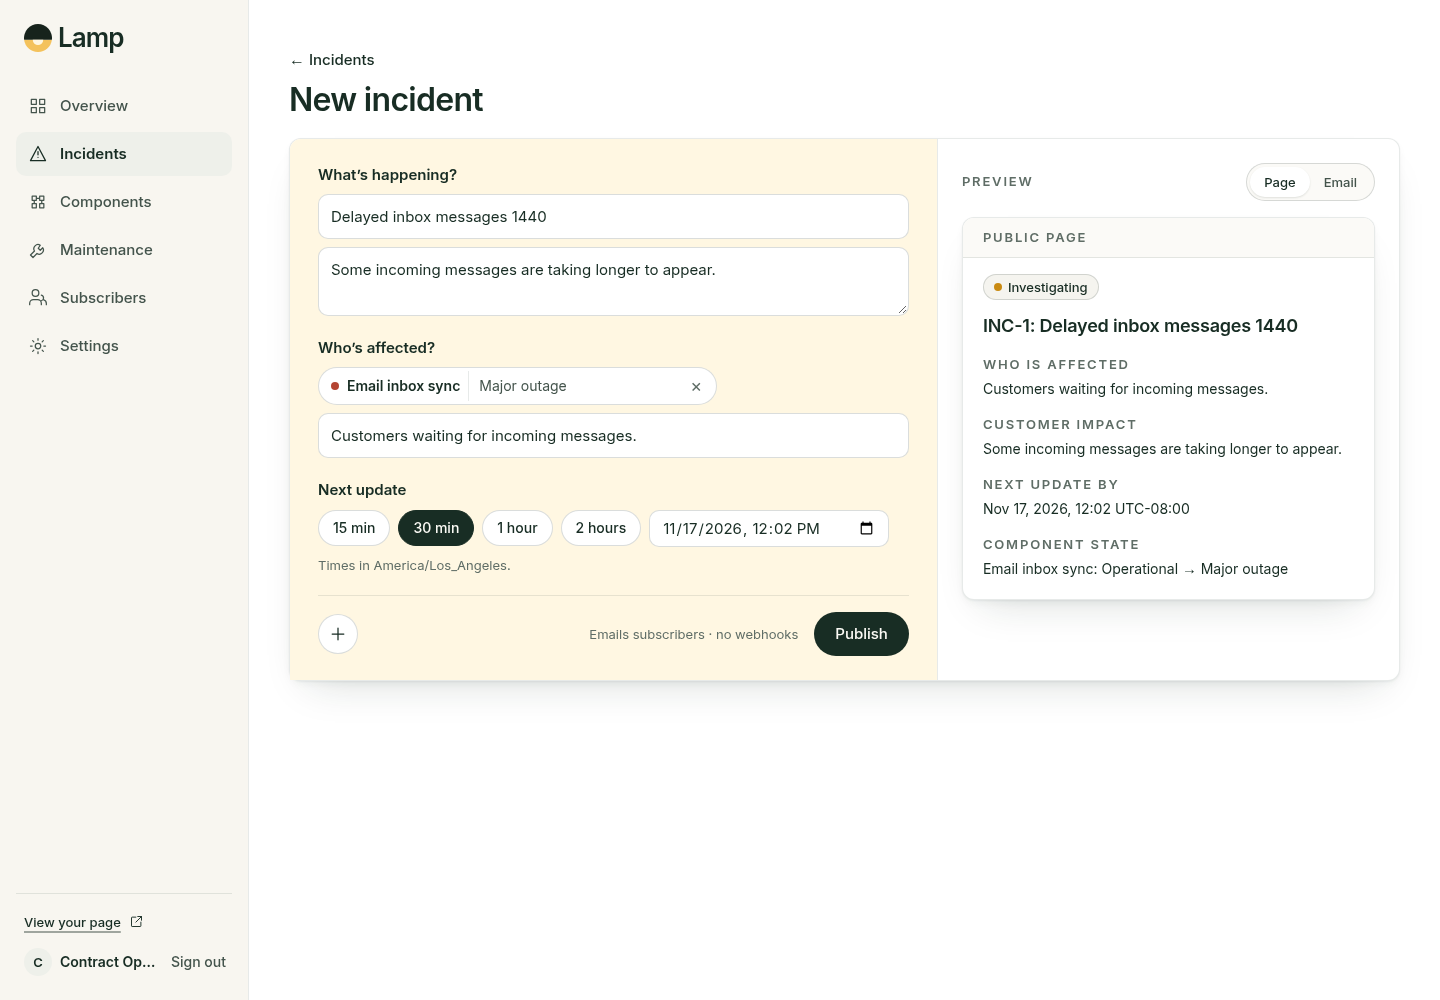 Lamp
Overview
Incidents
Components
Maintenance
Subscribers
Settings
View your page
C Contract Op... Sign out
← Incidents
New incident
What's happening?
Delayed inbox messages 1440
Some incoming messages are taking longer to appear.
Who's affected?
Email inbox sync Major outage ×
Customers waiting for incoming messages.
Next update
15 min 30 min 1 hour 2 hours 11/17/2026, 12:02 PM
Times in America/Los_Angeles.
Emails subscribers · no webhooks Publish
PREVIEW Page Email
PUBLIC PAGE
Investigating
INC-1: Delayed inbox messages 1440
WHO IS AFFECTED
Customers waiting for incoming messages.
CUSTOMER IMPACT
Some incoming messages are taking longer to appear.
NEXT UPDATE BY
Nov 17, 2026, 12:02 UTC-08:00
COMPONENT STATE
Email inbox sync: Operational → Major outage